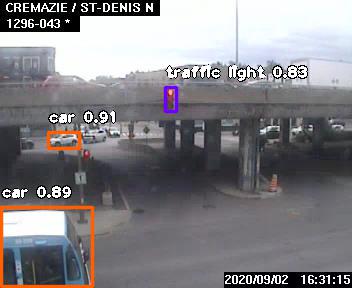 CREMAZIE / ST-DENIS N
1296-043 *
traffic light 0.83
car 0.91
car 0.89
2020/09/02 16:31:15